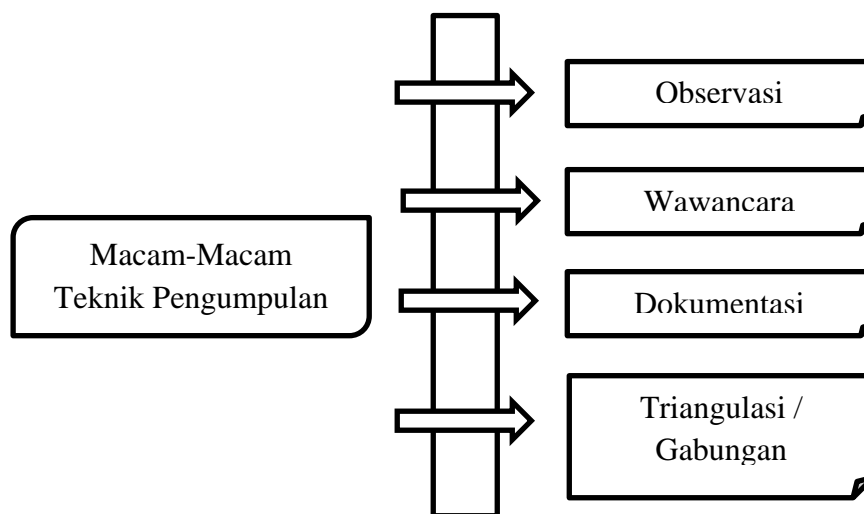 Macam-Macam
Teknik Pengumpulan
Observasi
Wawancara
Dokumentasi
Triangulasi /
Gabungan